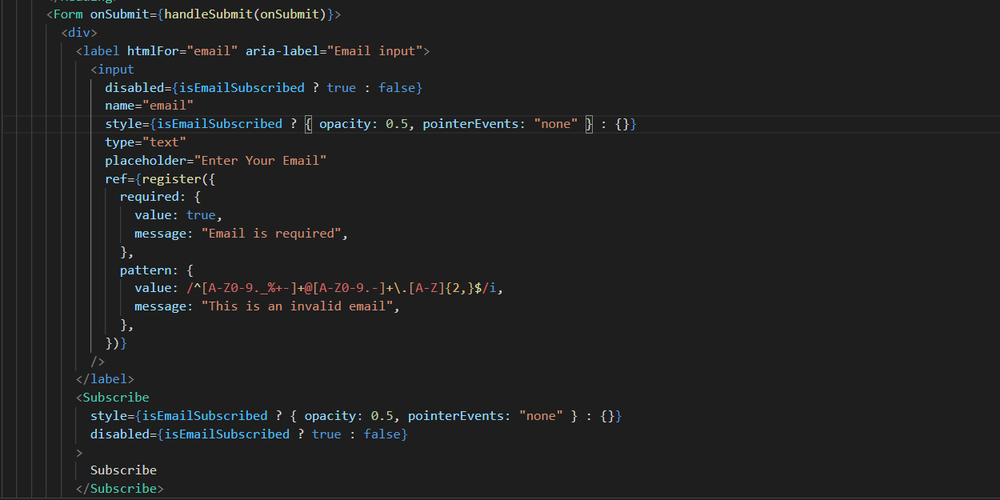 <Form onSubmit={handleSubmit(onSubmit)}>
<div>
<label htmlFor="email" aria-label="Email input">
<input
disabled={isEmailSubscribed ? true : false}
name="email"
style={isEmailSubscribed ? { opacity: 0.5, pointerEvents: "none" } : {}}
type="text"
placeholder="Enter Your Email"
ref={register({
required: {
value: true,
message: "Email is required",
},
pattern: {
value: /^[A-Z0-9._%+-]+@[A-Z0-9.-]+\.[A-Z]{2,}$/i,
message: "This is an invalid email",
},
})}
/>
</label>
<Subscribe
style={isEmailSubscribed ? { opacity: 0.5, pointerEvents: "none" } : {}}
disabled={isEmailSubscribed ? true : false}
>
Subscribe
</Subscribe>